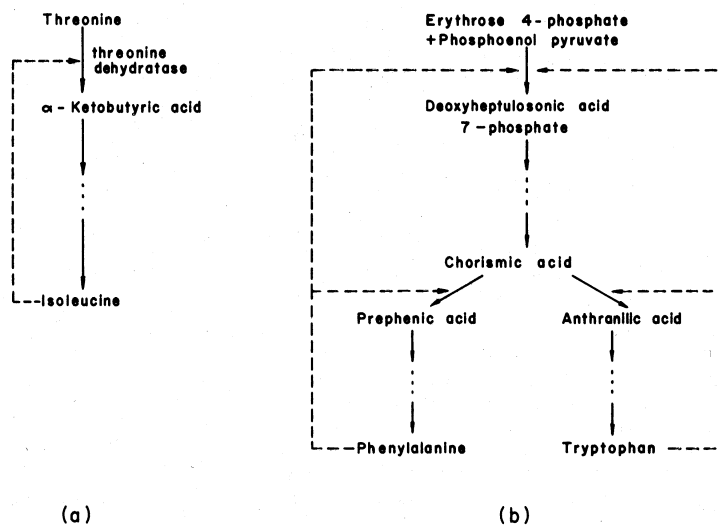 Threonine
threonine
dehydratase
α - Ketobutyric acid
Isoleucine
(a)
Erythrose 4-phosphate
+Phosphoenol pyruvate
Deoxyheptulosonic acid
7-phosphate
Chorismic acid
Prephenic acid
Anthranilic acid
Phenylalanine
Tryptophan
(b)